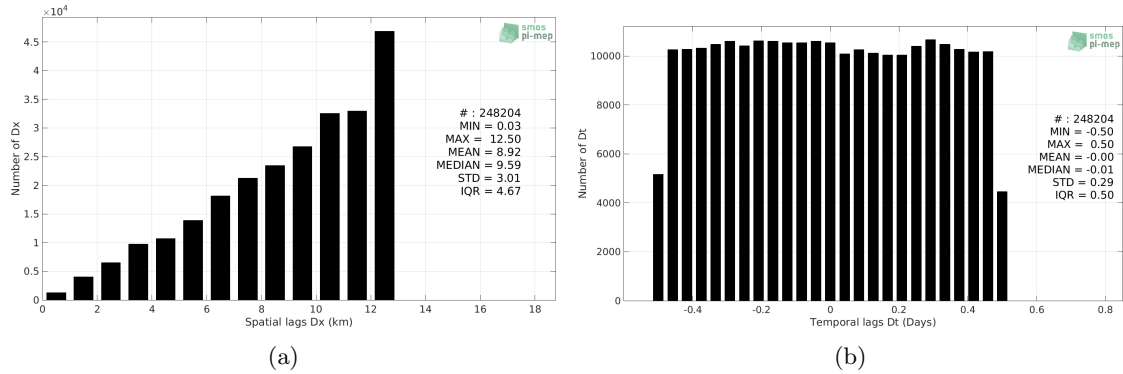 ×10⁴
4.5
4
3.5
3
2.5
2
1.5
1
0.5
0
0 2 4 6 8 10 12 14 16 18
Number of Dx
Spatial lags Dx (km)
smos
pi-mep
# : 248204
MIN = 0.03
MAX = 12.50
MEAN = 8.92
MEDIAN = 9.59
STD = 3.01
IQR = 4.67
(a)
10000
8000
6000
4000
2000
0
-0.4 -0.2 0 0.2 0.4 0.6 0.8
Number of Dt
Temporal lags Dt (Days)
smos
pi-mep
# : 248204
MIN = -0.50
MAX = 0.50
MEAN = -0.00
MEDIAN = -0.01
STD = 0.29
IQR = 0.50
(b)